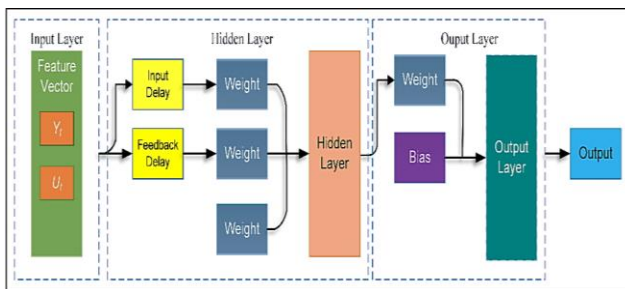 Input Layer
Hidden Layer
Ouput Layer
Feature
Vector
Yt
Ut
Input
Delay
Feedback
Delay
Weight
Weight
Weight
Hidden
Layer
Weight
Bias
Output
Layer
Output